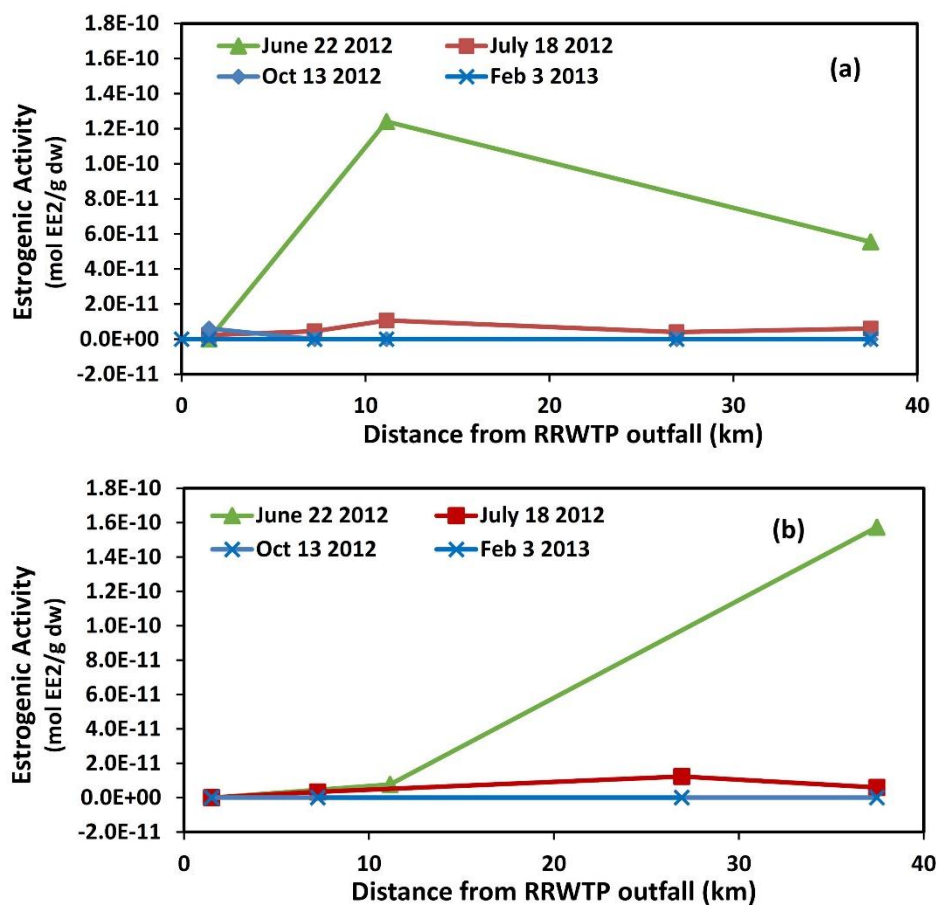 1.8E-10
1.6E-10
1.4E-10
1.2E-10
1.0E-10
8.0E-11
6.0E-11
4.0E-11
2.0E-11
0.0E+00
-2.0E-11
Estrogenic Activity
(mol EE2/g dw)
June 22 2012
July 18 2012
Oct 13 2012
Feb 3 2013
(a)
0 10 20 30 40
Distance from RRWTP outfall (km)
1.8E-10
1.6E-10
1.4E-10
1.2E-10
1.0E-10
8.0E-11
6.0E-11
4.0E-11
2.0E-11
0.0E+00
-2.0E-11
Estrogenic Activity
(mol EE2/g dw)
June 22 2012
July 18 2012
Oct 13 2012
Feb 3 2013
(b)
0 10 20 30 40
Distance from RRWTP outfall (km)